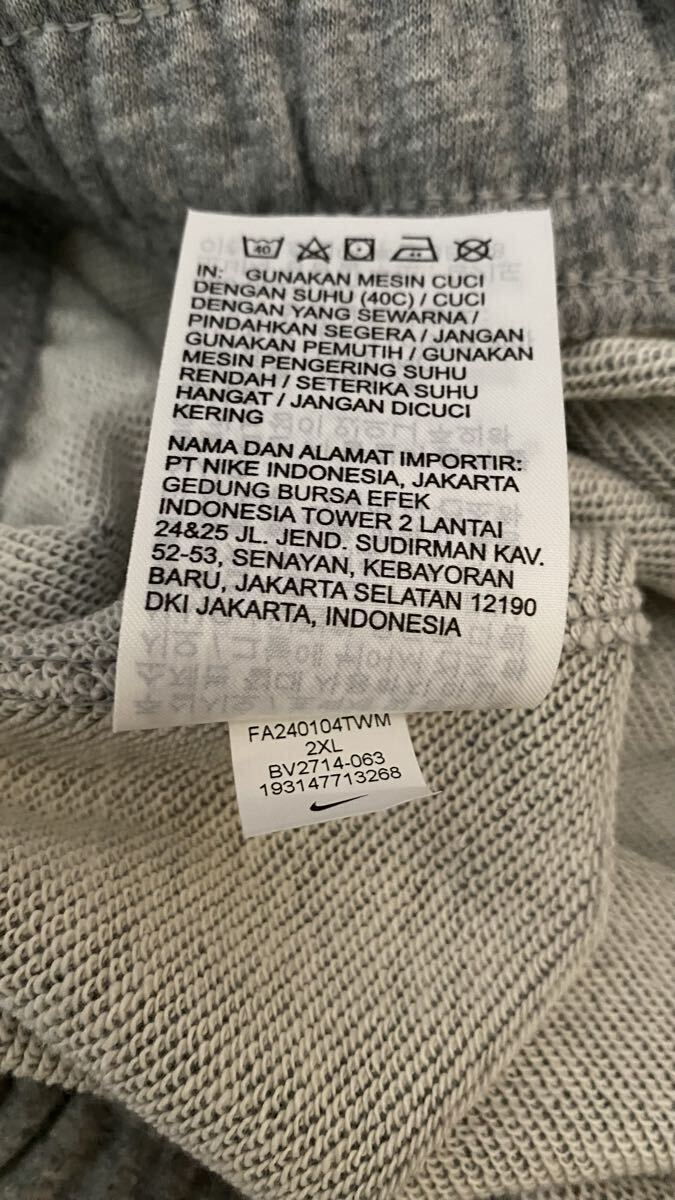 40
IN: GUNAKAN MESIN CUCI
DENGAN SUHU (40C) / CUCI
DENGAN YANG SEWARNA /
PINDAHKAN SEGERA / JANGAN
GUNAKAN PEMUTIH / GUNAKAN
MESIN PENGERING SUHU
RENDAH / SETERIKA SUHU
HANGAT / JANGAN DICUCI
KERING
NAMA DAN ALAMAT IMPORTIR:
PT NIKE INDONESIA, JAKARTA
GEDUNG BURSA EFEK
INDONESIA TOWER 2 LANTAI
24&25 JL. JEND. SUDIRMAN KAV.
52-53, SENAYAN, KEBAYORAN
BARU, JAKARTA SELATAN 12190
DKI JAKARTA, INDONESIA
FA240104TWM
2XL
BV2714-063
193147713268